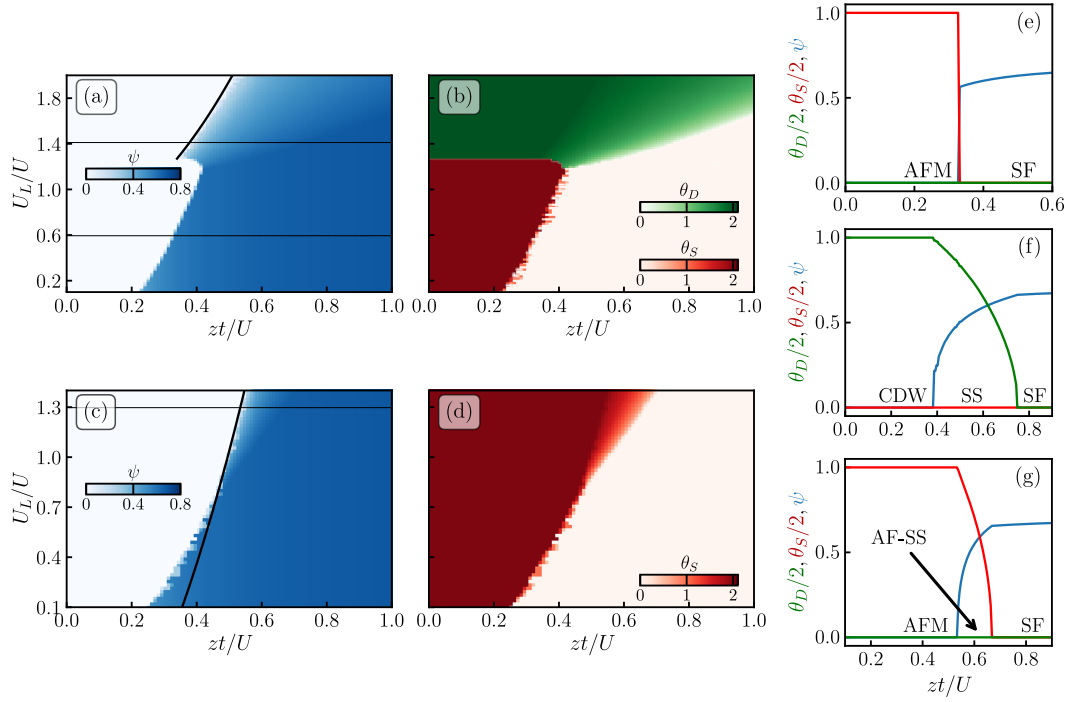 (a)
U_L/U
1.8
1.4
1.0
0.6
0.2
ψ
0 0.4 0.8
0.0 0.2 0.4 0.6 0.8 1.0
zt/U
(b)
θ_D
0 1 2
θ_S
0 1 2
0.0 0.2 0.4 0.6 0.8 1.0
zt/U
(c)
U_L/U
1.3
1.0
0.7
0.4
0.1
ψ
0 0.4 0.8
0.0 0.2 0.4 0.6 0.8 1.0
zt/U
(d)
θ_S
0 1 2
0.0 0.2 0.4 0.6 0.8 1.0
zt/U
(e)
θ_D/2, θ_S/2, ψ
1.0
0.5
0.0
AFM SF
0.0 0.2 0.4 0.6
(f)
θ_D/2, θ_S/2, ψ
1.0
0.5
0.0
CDW SS SF
0.0 0.2 0.4 0.6 0.8
(g)
θ_D/2, θ_S/2, ψ
1.0
0.5
0.0
AF-SS
AFM SF
0.2 0.4 0.6 0.8
zt/U